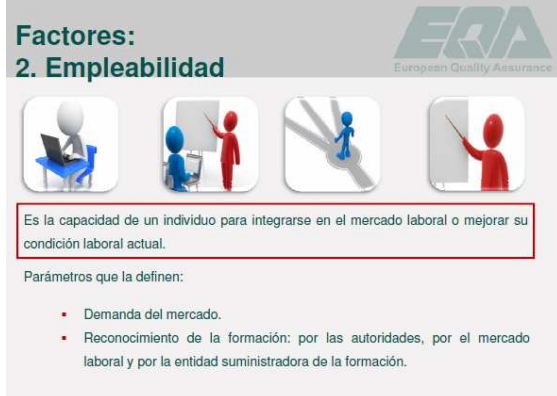 Factores:
2. Empleabilidad
EQA
European Quality Assurance
Es la capacidad de un individuo para integrarse en el mercado laboral o mejorar su
condición laboral actual.
Parámetros que la definen:
▪ Demanda del mercado.
▪ Reconocimiento de la formación: por las autoridades, por el mercado
laboral y por la entidad suministradora de la formación.